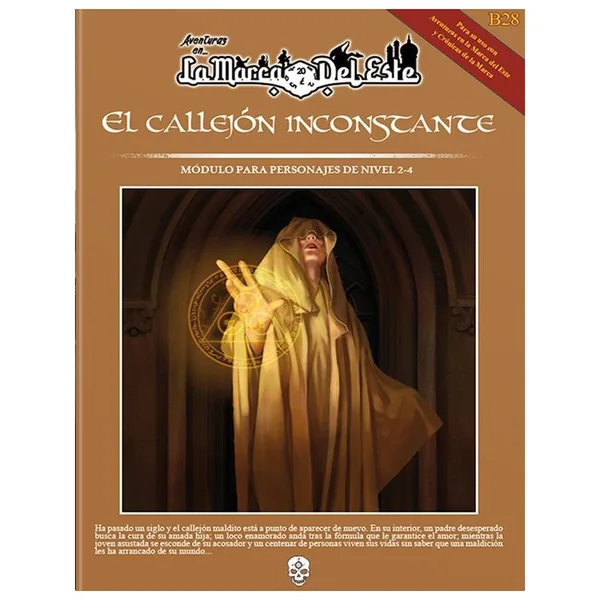 B28
Para su uso con
Aventuras en la Marca del Este
y Crónicas de la Marca
Aventuras
en...
La Marca Del Este
20
EL CALLEJÓN INCONSTANTE
MÓDULO PARA PERSONAJES DE NIVEL 2-4
Ha pasado un siglo y el callejón maldito está a punto de aparecer de nuevo. En su interior, un padre desesperado
busca la cura de su amada hija; un loco enamorado anda tras la fórmula que le garantice el amor; mientras la
joven asustada se esconde de su acosador y un centenar de personas viven sus vidas sin saber que una maldición
les ha arrancado de su mundo...